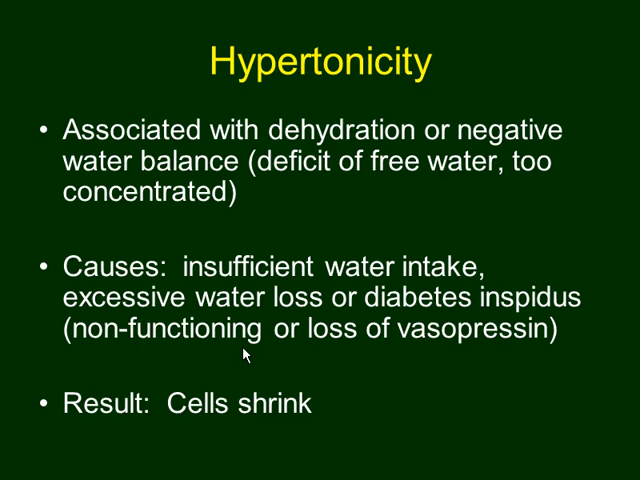 Hypertonicity
• Associated with dehydration or negative
water balance (deficit of free water, too
concentrated)
• Causes:  insufficient water intake,
excessive water loss or diabetes inspidus
(non-functioning or loss of vasopressin)
• Result:  Cells shrink